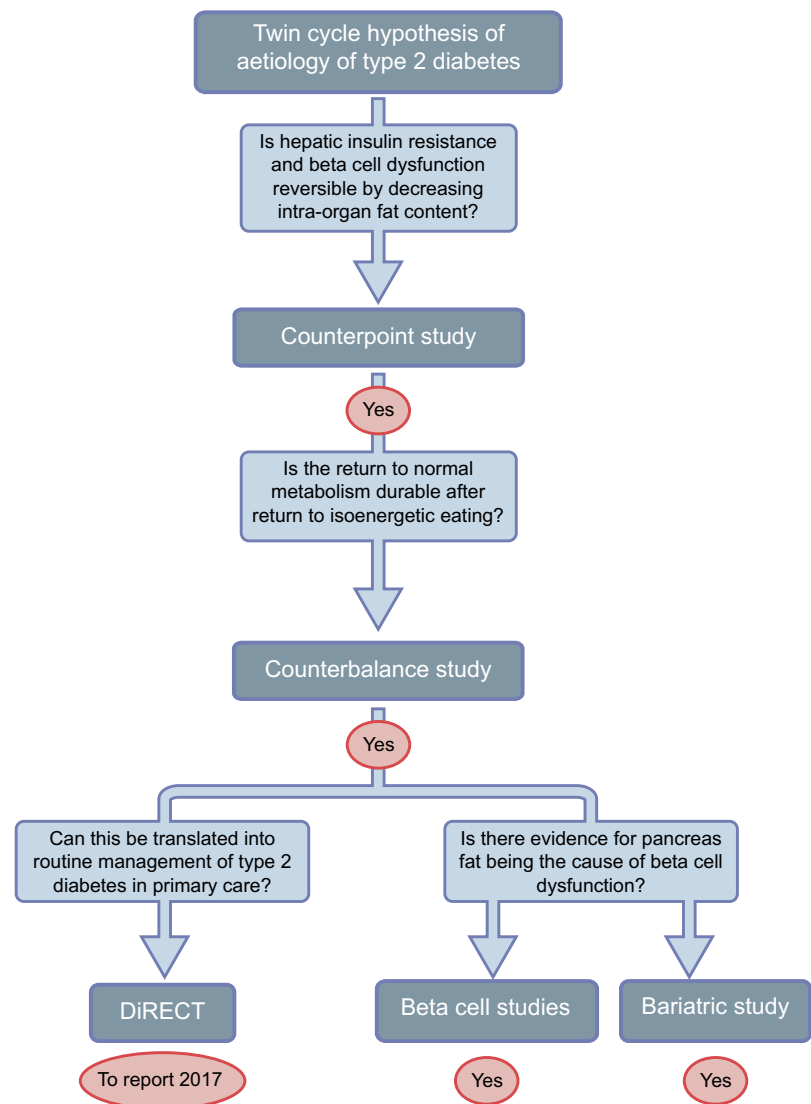 Twin cycle hypothesis of
aetiology of type 2 diabetes
Is hepatic insulin resistance
and beta cell dysfunction
reversible by decreasing
intra-organ fat content?
Counterpoint study
Yes
Is the return to normal
metabolism durable after
return to isoenergetic eating?
Counterbalance study
Yes
Can this be translated into
routine management of type 2
diabetes in primary care?
Is there evidence for pancreas
fat being the cause of beta cell
dysfunction?
DiRECT
Beta cell studies
Bariatric study
To report 2017
Yes
Yes